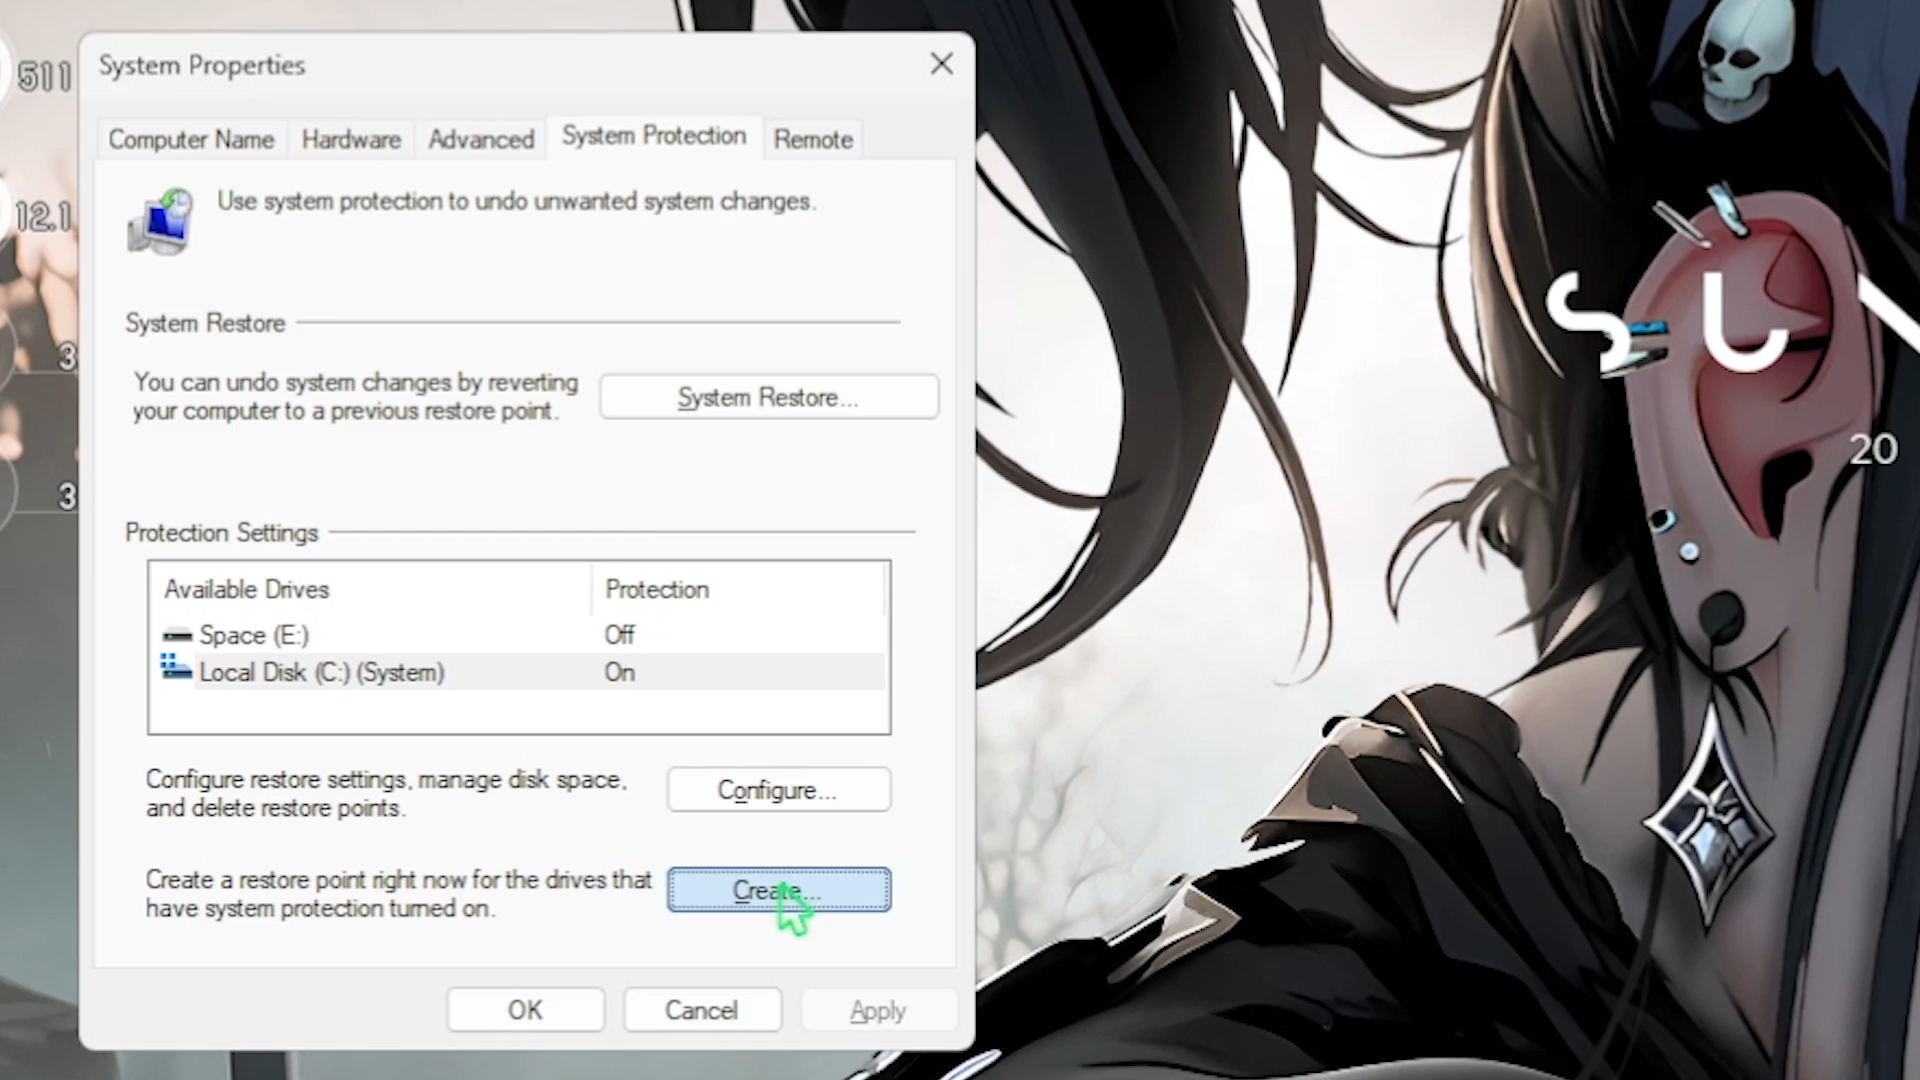 System Properties
Computer Name
Hardware
Advanced
System Protection
Remote
Use system protection to undo unwanted system changes.
System Restore
You can undo system changes by reverting
your computer to a previous restore point.
System Restore...
Protection Settings
Available Drives
Protection
Space (E:)
Off
Local Disk (C:) (System)
On
Configure restore settings, manage disk space,
and delete restore points.
Configure...
Create a restore point right now for the drives that
have system protection turned on.
Create...
OK
Cancel
Apply
511
12.1
3
3
S U
20